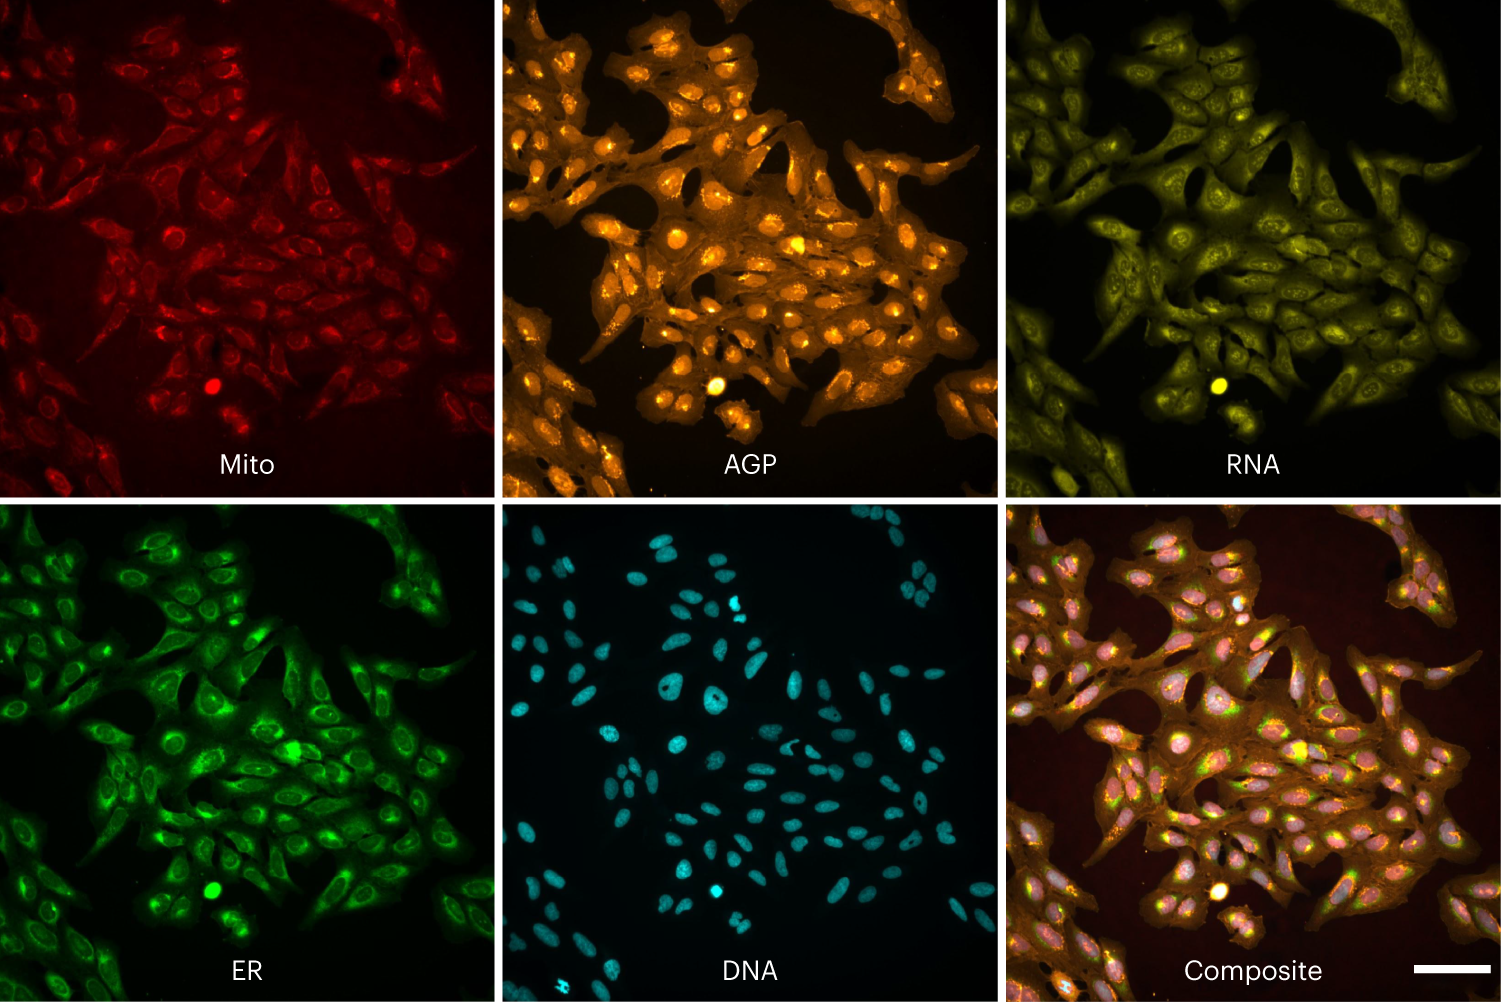 Mito
AGP
RNA
ER
DNA
Composite